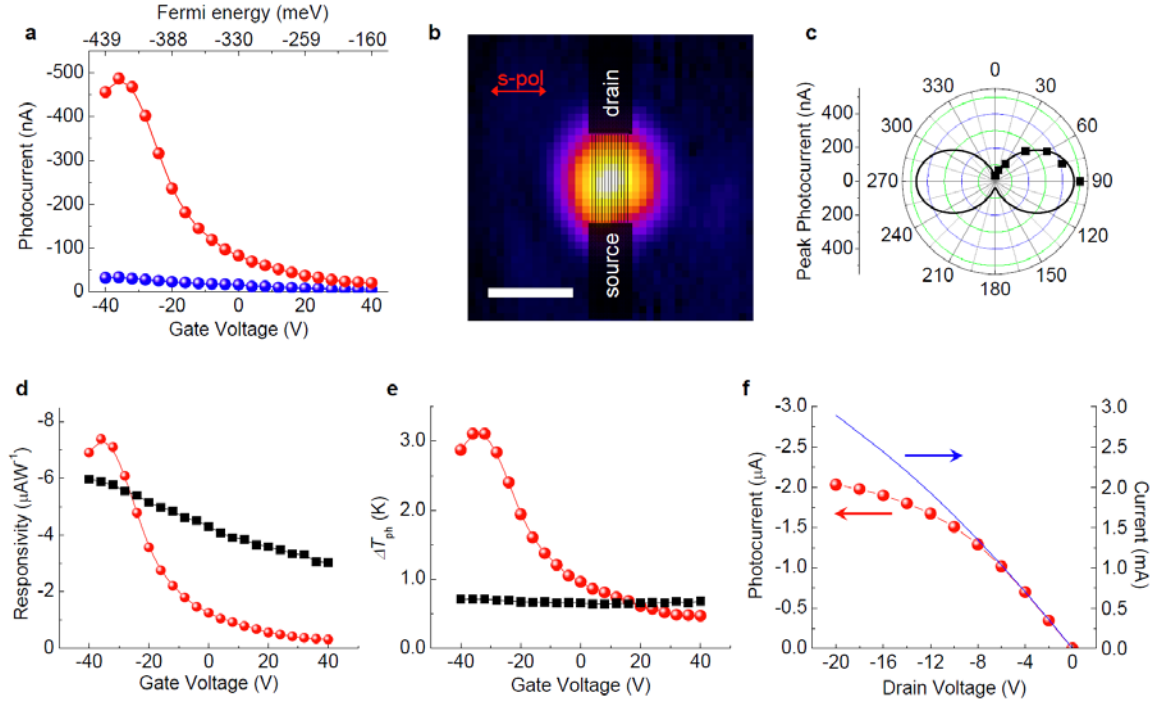 a
Fermi energy (meV)
-439 -388 -330 -259 -160
-500
-400
-300
-200
-100
0
Photocurrent (nA)
-40 -20 0 20 40
Gate Voltage (V)
b
s-pol
drain
source
c
Peak Photocurrent (nA)
400
200
0
200
400
0
30
60
90
120
150
180
210
240
270
300
330
d
Responsivity (µAW⁻¹)
-8
-6
-4
-2
0
-40 -20 0 20 40
Gate Voltage (V)
e
ΔTph (K)
3.0
2.0
1.0
0.0
-40 -20 0 20 40
Gate Voltage (V)
f
Photocurrent (µA)
-3.0
-2.5
-2.0
-1.5
-1.0
-0.5
0.0
-20 -16 -12 -8 -4 0
Drain Voltage (V)
3.0
2.5
2.0
1.5
1.0
0.5
0.0
Current (mA)